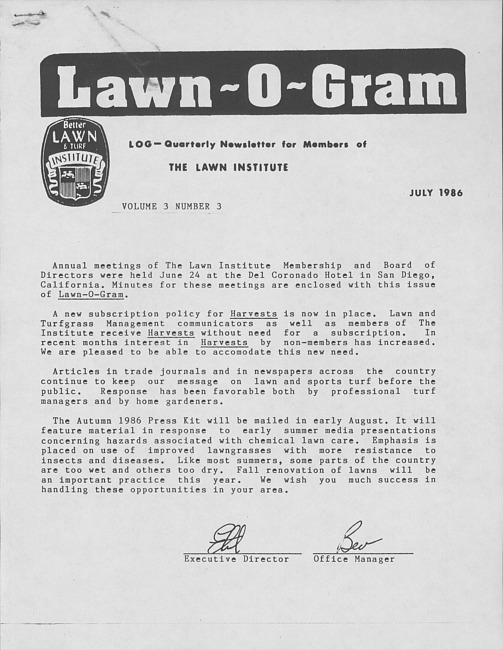 Lawn~O~Gram
Better
LAWN
& TURF
INSTITUTE
LOG—Quarterly Newsletter for Members of
THE LAWN INSTITUTE
JULY 1986
VOLUME 3 NUMBER 3
Annual meetings of The Lawn Institute Membership and Board of
Directors were held June 24 at the Del Coronado Hotel in San Diego,
California. Minutes for these meetings are enclosed with this issue
of Lawn-O-Gram.
A new subscription policy for Harvests is now in place. Lawn and
Turfgrass Management communicators as well as members of The
Institute receive Harvests without need for a subscription. In
recent months interest in Harvests by non-members has increased.
We are pleased to be able to accomodate this new need.
Articles in trade journals and in newspapers across the country
continue to keep our message on lawn and sports turf before the
public. Response has been favorable both by professional turf
managers and by home gardeners.
The Autumn 1986 Press Kit will be mailed in early August. It will
feature material in response to early summer media presentations
concerning hazards associated with chemical lawn care. Emphasis is
placed on use of improved lawngrasses with more resistance to
insects and diseases. Like most summers, some parts of the country
are too wet and others too dry. Fall renovation of lawns will be
an important practice this year. We wish you much success in
handling these opportunities in your area.
Bev
Executive Director Office Manager